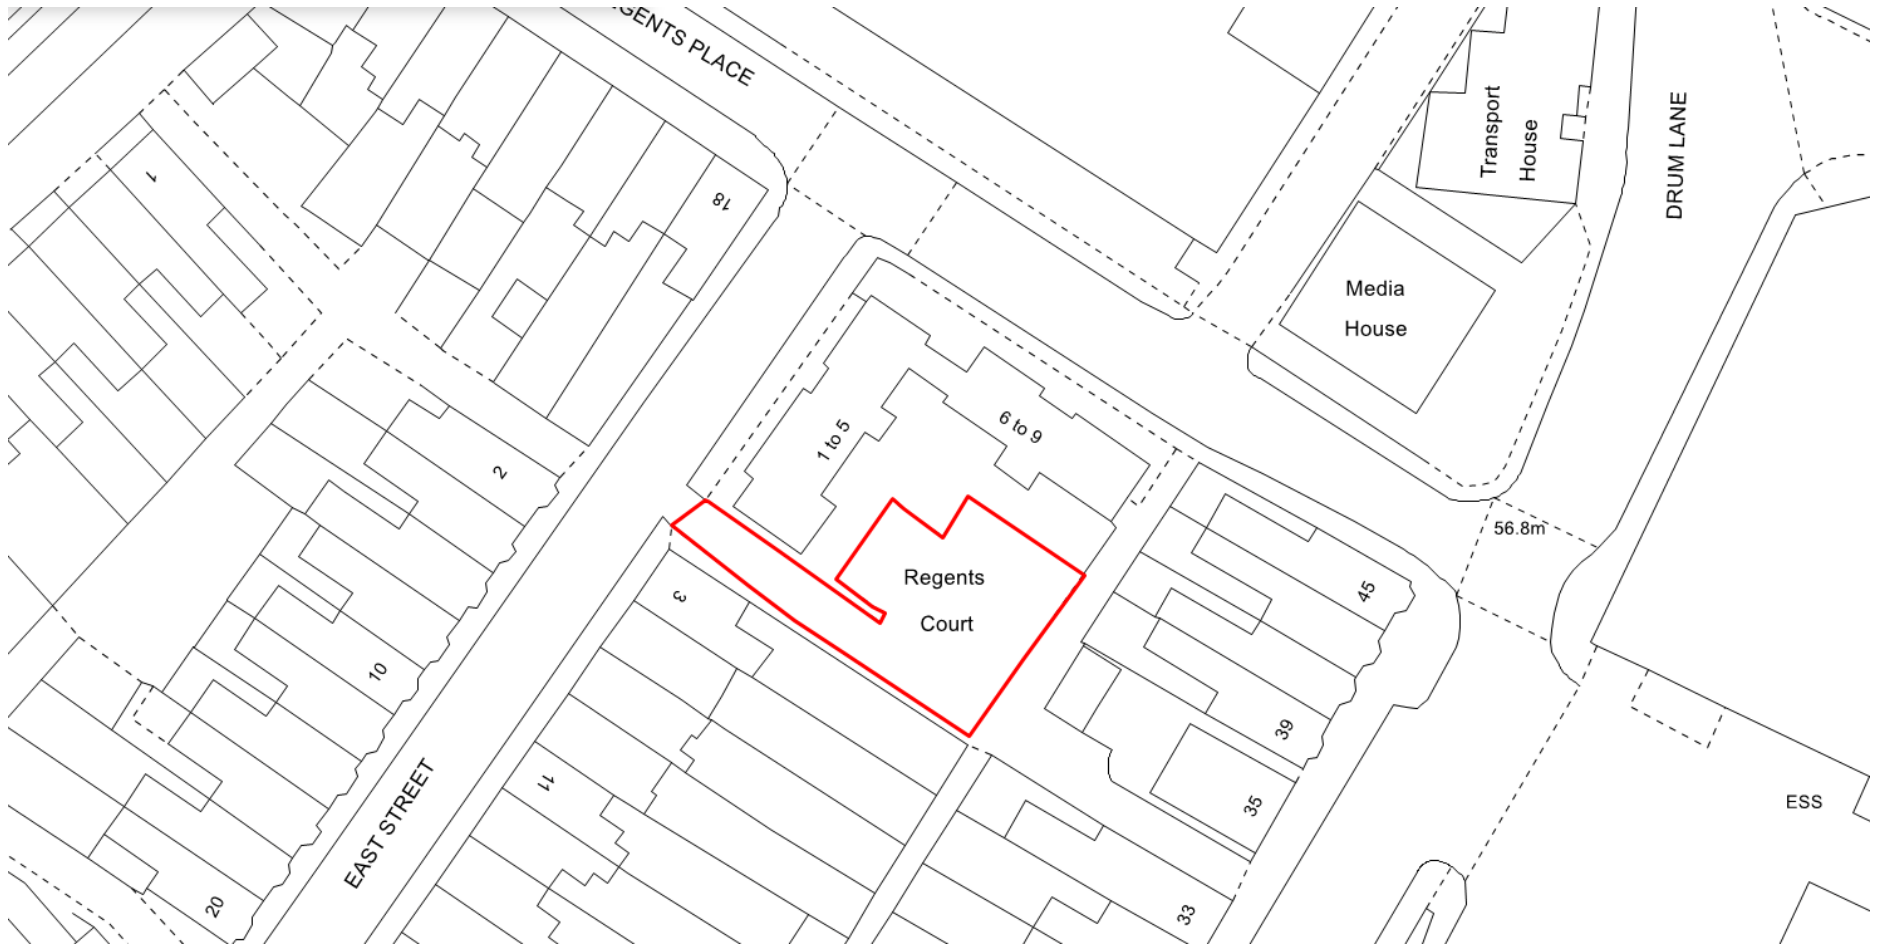 GENTS PLACE
DRUM LANE
Transport
House
1
18
Media
House
1 to 5
6 to 9
2
56.8m
Regents
Court
3
45
10
39
11
35
EAST STREET
ESS
20
33